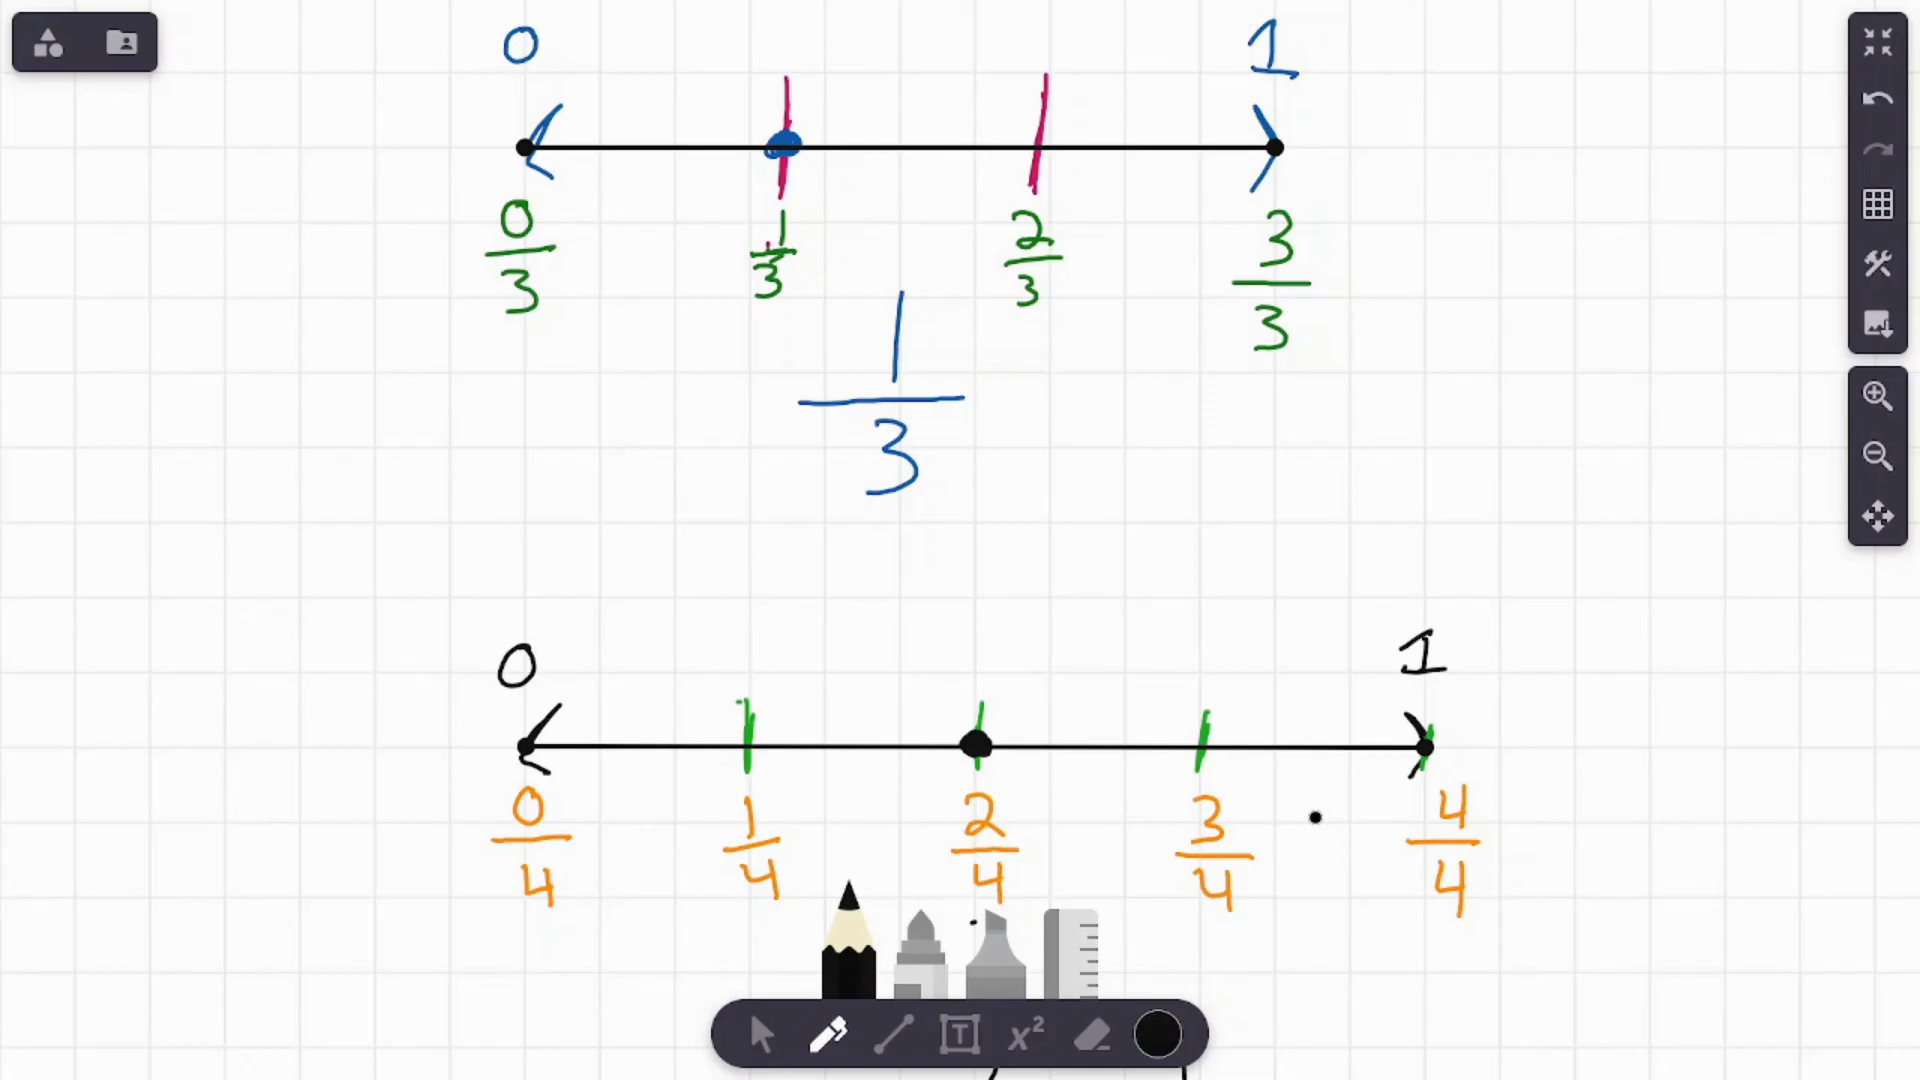 0 1
0/3 1/3 2/3 3/3
1/3
0 1
0/4 1/4 2/4 3/4 4/4
T x²